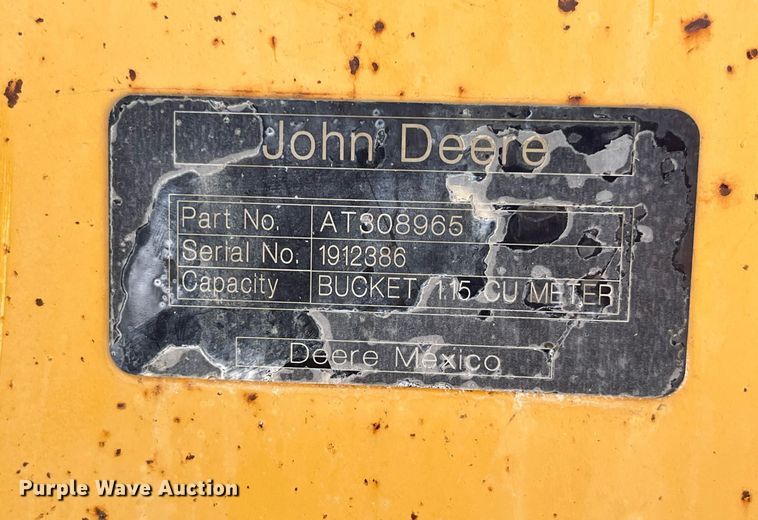 John Deere
Part No. AT308965
Serial No. 1912386
Capacity BUCKET, 1.15 CU METER
Deere Mexico
Purple Wave Auction